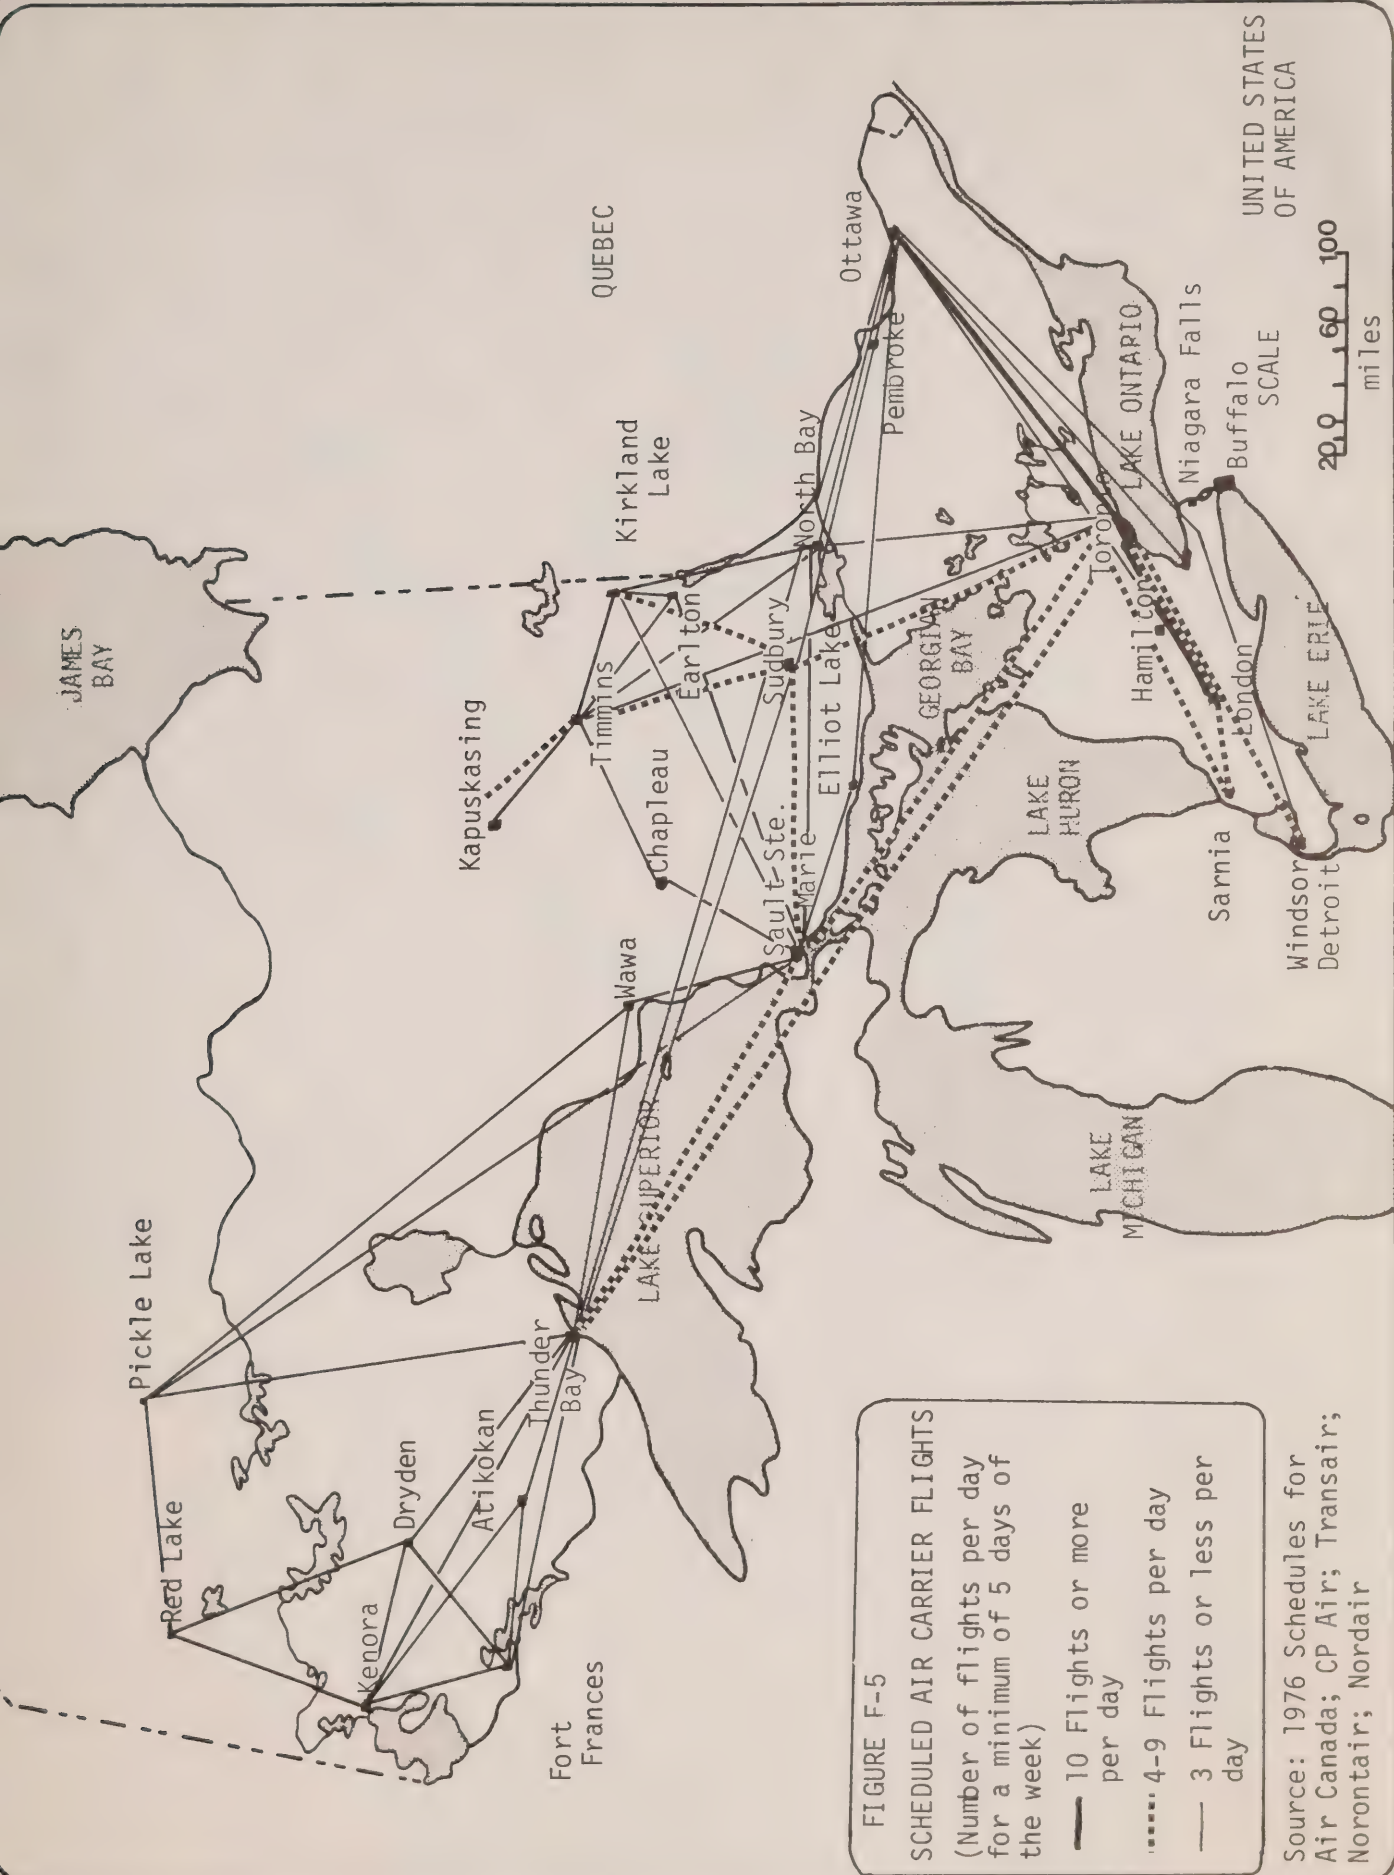 JAMES
BAY
QUEBEC
Pickle Lake
Red Lake
Dryden
Kenora
Atikokan
Thunder
Bay
Fort
Frances
Kapuskasing
Timmins
Kirkland
Lake
Earlton
Chapleau
Wawa
Sault Ste.
Marie
Sudbury
Elliot Lake
North Bay
Ottawa
Pembroke
LAKE SUPERIOR
GEORGIAN
BAY
LAKE
HURON
LAKE
MICHIGAN
Toronto
LAKE ONTARIO
Hamilton
Niagara Falls
Buffalo
London
LAKE ERIE
Sarnia
Windsor
Detroit
UNITED STATES
OF AMERICA
SCALE
20 0 60 100
miles
FIGURE F-5
SCHEDULED AIR CARRIER FLIGHTS
(Number of flights per day
for a minimum of 5 days of
the week)
10 Flights or more
per day
4-9 Flights per day
3 Flights or less per
day
Source: 1976 Schedules for
Air Canada; CP Air; Transair;
Norontair; Nordair